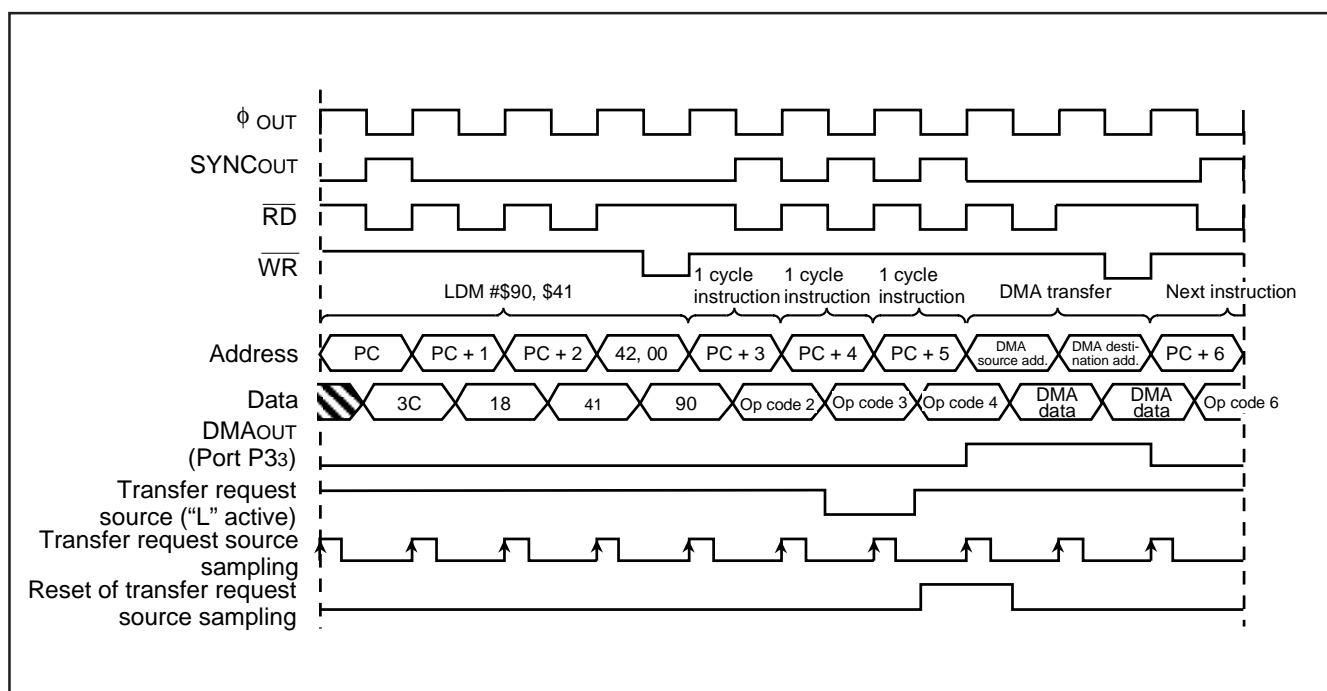 ϕ OUT
SYNCOUT
RD
WR
LDM #$90, $41
1 cycle
instruction
1 cycle
instruction
1 cycle
instruction
DMA transfer
Next instruction
Address
PC
PC + 1
PC + 2
42, 00
PC + 3
PC + 4
PC + 5
DMA
source add.
DMA desti-
nation add.
PC + 6
Data
3C
18
41
90
Op code 2
Op code 3
Op code 4
DMA
data
DMA
data
Op code 6
DMAOUT
(Port P33)
Transfer request
source (“L” active)
Transfer request source
sampling
Reset of transfer request
source sampling